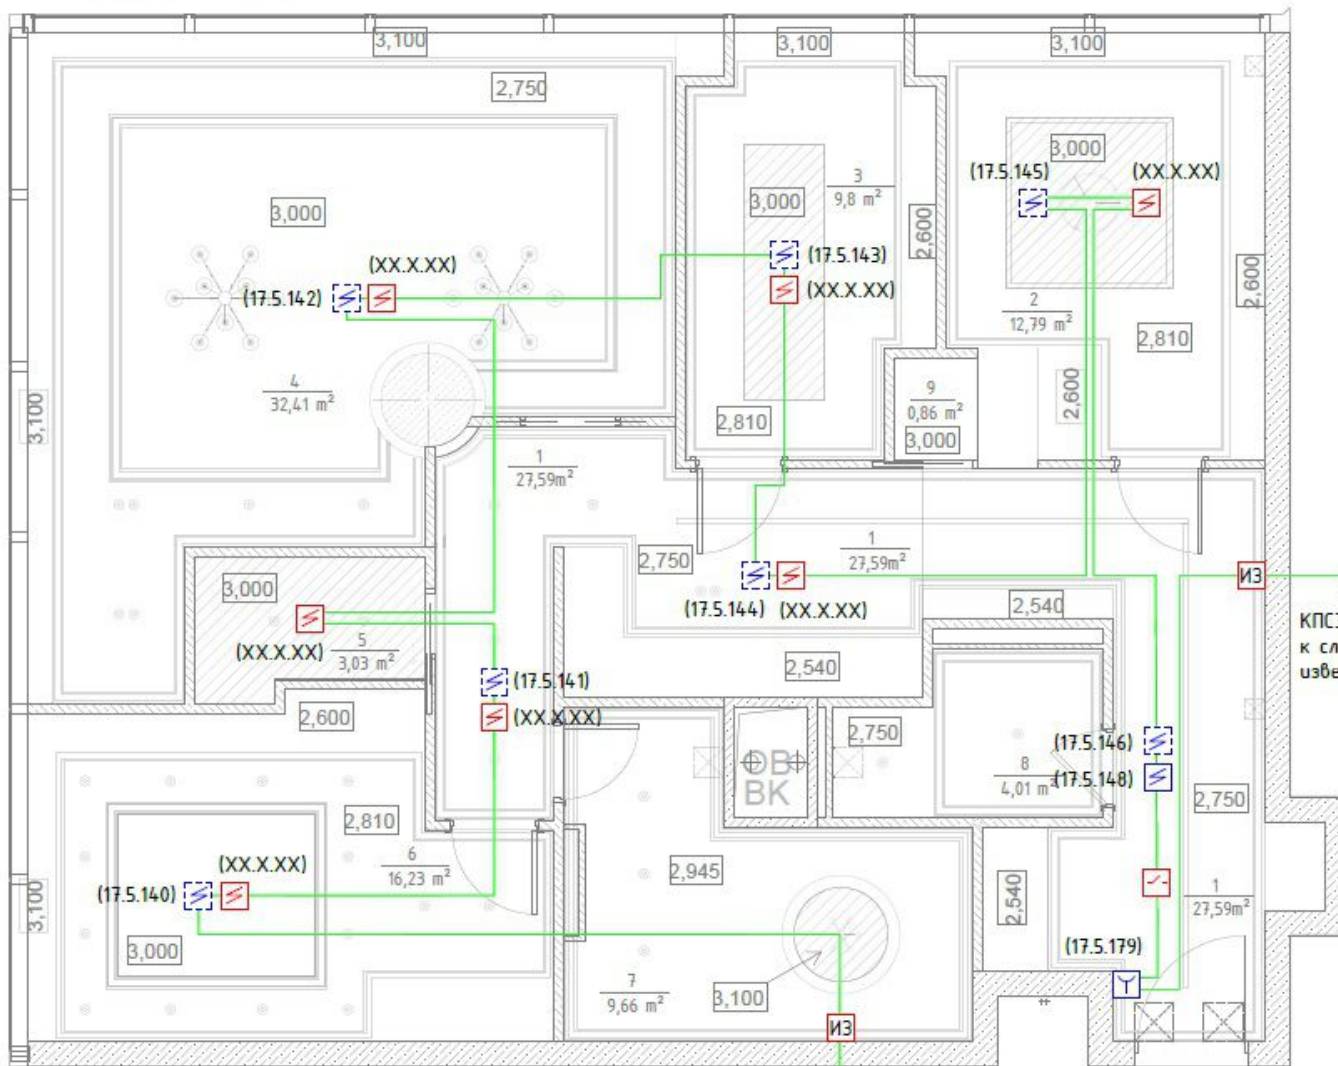 3,100
3,100
3,100
2,750
3,000
(17.5.145)
(XX.X.XX)
3
9,8 m²
3,000
3,000
2,600
(XX.X.XX)
(17.5.142)
(17.5.143)
(XX.X.XX)
2,600
2
12,79 m²
2,810
4
32,41 m²
3,100
2,600
9
0,86 m²
2,810
3,000
1
27,59m²
2,750
1
27,59m²
3,000
(17.5.144)
(XX.X.XX)
ИЗ
2,540
5
3,03 m²
(XX.X.XX)
КПС
к сл
изве
2,540
(17.5.141)
(XX.X.XX)
2,600
2,750
(17.5.146)
ОВ
ВК
8
4,01 m²
(17.5.148)
2,750
2,810
6
16,23 m²
(XX.X.XX)
(17.5.140)
2,945
3,100
2,540
1
27,59m²
3,000
(17.5.179)
7
9,66 m²
3,100
ИЗ